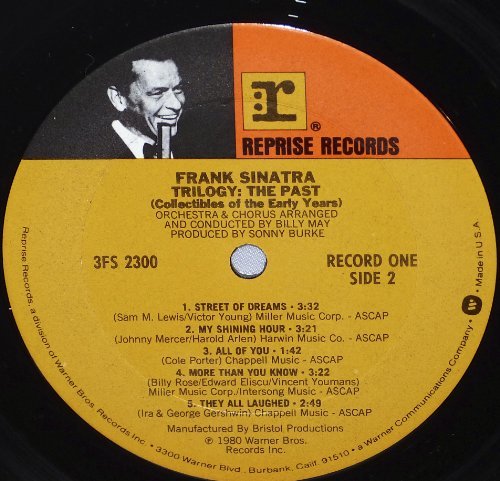 r
®
REPRISE RECORDS
FRANK SINATRA
TRILOGY: THE PAST
(Collectibles of the Early Years)
ORCHESTRA & CHORUS ARRANGED
AND CONDUCTED BY BILLY MAY
PRODUCED BY SONNY BURKE
3FS 2300
RECORD ONE
SIDE 2
1. STREET OF DREAMS • 3:32
(Sam M. Lewis/Victor Young) Miller Music Corp. - ASCAP
2. MY SHINING HOUR • 3:21
(Johnny Mercer/Harold Arlen) Harwin Music Co. - ASCAP
3. ALL OF YOU • 1:42
(Cole Porter) Chappell Music - ASCAP
4. MORE THAN YOU KNOW • 3:22
(Billy Rose/Edward Eliscu/Vincent Youmans)
Miller Music Corp./Intersong Music - ASCAP
5. THEY ALL LAUGHED • 2:49
(Ira & George Gershwin) Chappell Music - ASCAP
Manufactured By Bristol Productions
℗ 1980 Warner Bros.
Records Inc.
Reprise Records, a division of Warner Bros. Records Inc. • 3300 Warner Blvd., Burbank, Calif. 91510 • a Warner Communications Company • W • Made in U.S.A.